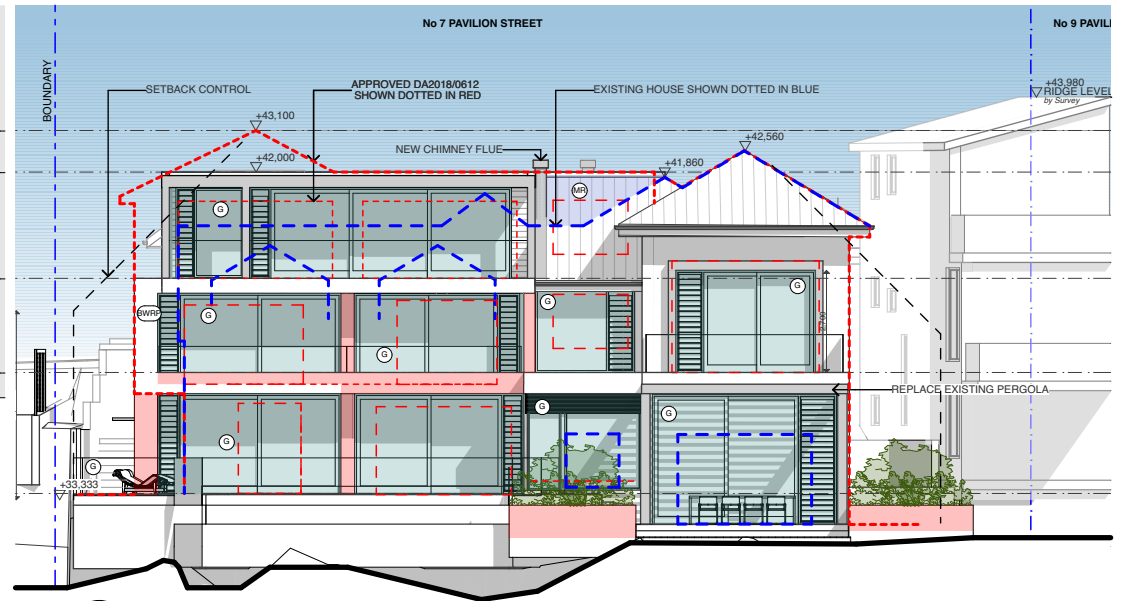 No 7 PAVILION STREET
No 9 PAVIL
BOUNDARY
SETBACK CONTROL
APPROVED DA2018/0612
SHOWN DOTTED IN RED
EXISTING HOUSE SHOWN DOTTED IN BLUE
+43,980
RIDGE LEVEL
by Survey
+43,100
+42,560
NEW CHIMNEY FLUE
+42,000
+41,860
MR
G
G
G
G
G
BWRP
G
REPLACE EXISTING PERGOLA
G
G
G
G
+33,333